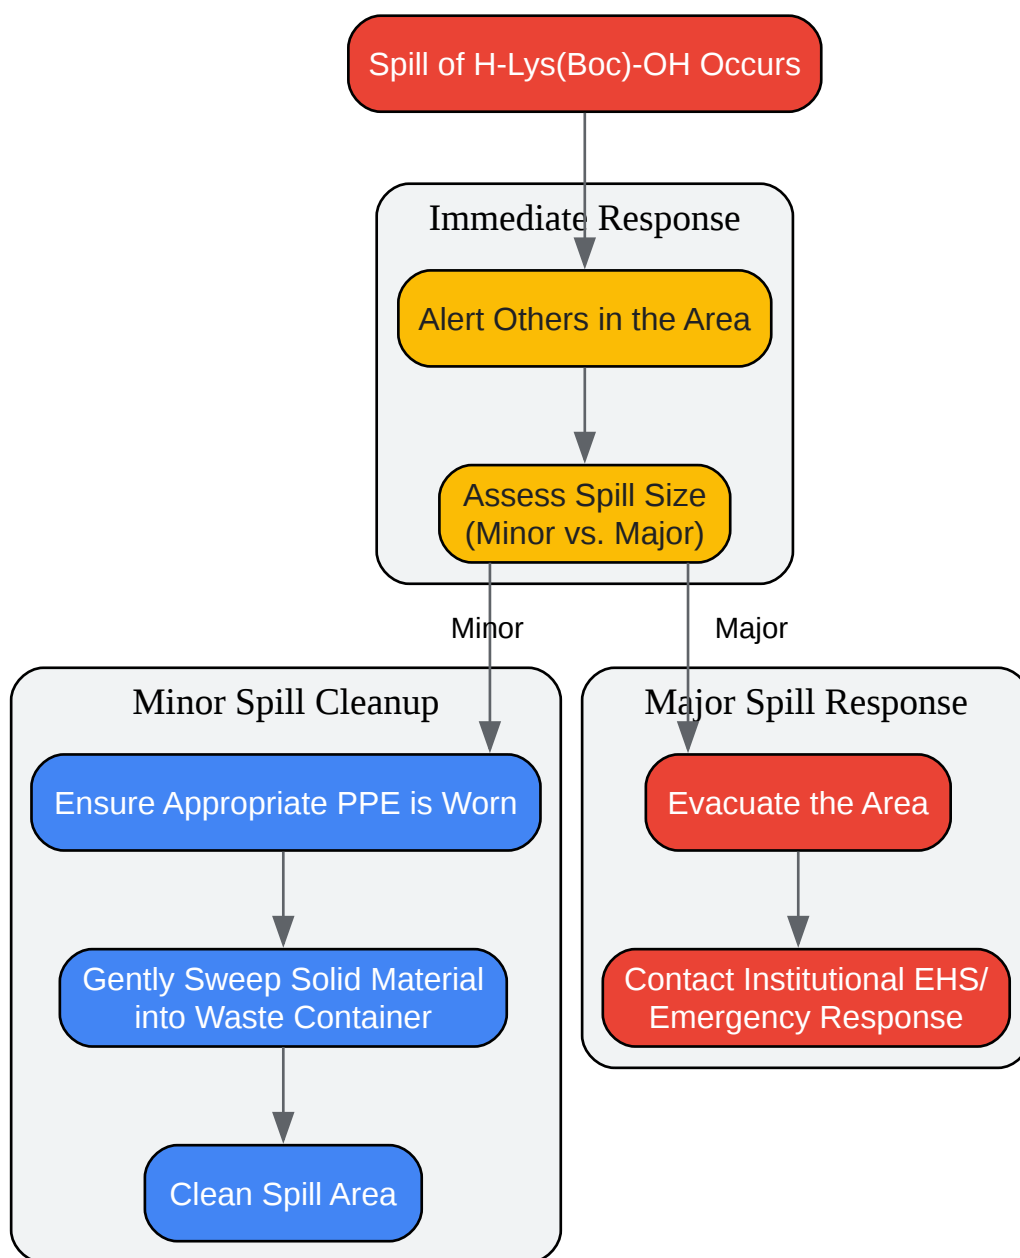 Spill of H-Lys(Boc)-OH Occurs
Immediate Response
Alert Others in the Area
Assess Spill Size
(Minor vs. Major)
Minor
Major
Minor Spill Cleanup
Ensure Appropriate PPE is Worn
Gently Sweep Solid Material
into Waste Container
Clean Spill Area
Major Spill Response
Evacuate the Area
Contact Institutional EHS/
Emergency Response